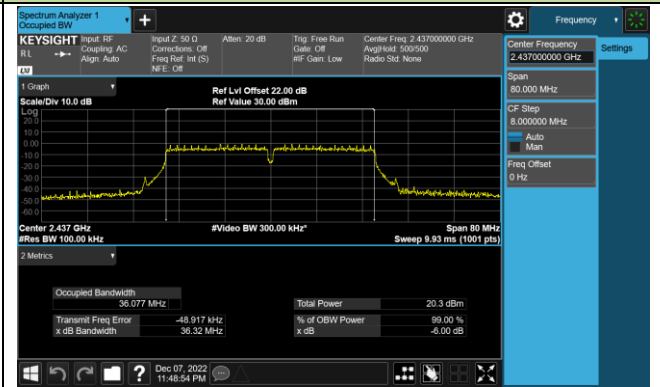 Spectrum Analyzer 1
Occupied BW
Frequency
KEYSIGHT
RL
LXI
Input: RF
Coupling: AC
Align: Auto
Input Z: 50 Ω
Corrections: Off
Freq Ref: Int (S)
NFE: Off
Atten: 20 dB
Trig: Free Run
Gate: Off
#IF Gain: Low
Center Freq: 2.437000000 GHz
Avg|Hold: 500/500
Radio Std: None
Center Frequency
2.437000000 GHz
Settings
Span
80.000 MHz
CF Step
8.000000 MHz
Auto
Man
Freq Offset
0 Hz
1 Graph
Scale/Div 10.0 dB
Ref Lvl Offset 22.00 dB
Ref Value 30.00 dBm
Log
20.0
10.0
0.00
-10.0
-20.0
-30.0
-40.0
-50.0
-60.0
Center 2.437 GHz
#Res BW 100.00 kHz
#Video BW 300.00 kHz*
Span 80 MHz
Sweep 9.93 ms (1001 pts)
2 Metrics
Occupied Bandwidth
36.077 MHz
Total Power 20.3 dBm
Transmit Freq Error -48.917 kHz
% of OBW Power 99.00 %
x dB Bandwidth 36.32 MHz
x dB -6.00 dB
Dec 07, 2022
11:48:54 PM